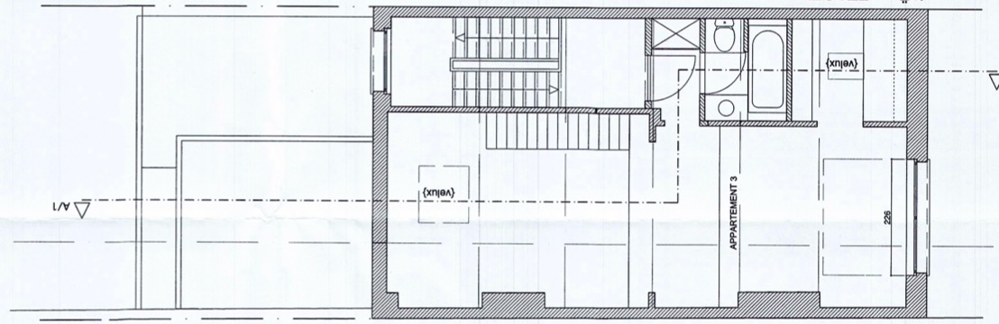 {velux}
A/1
{velux}
APPARTEMENT 3
226